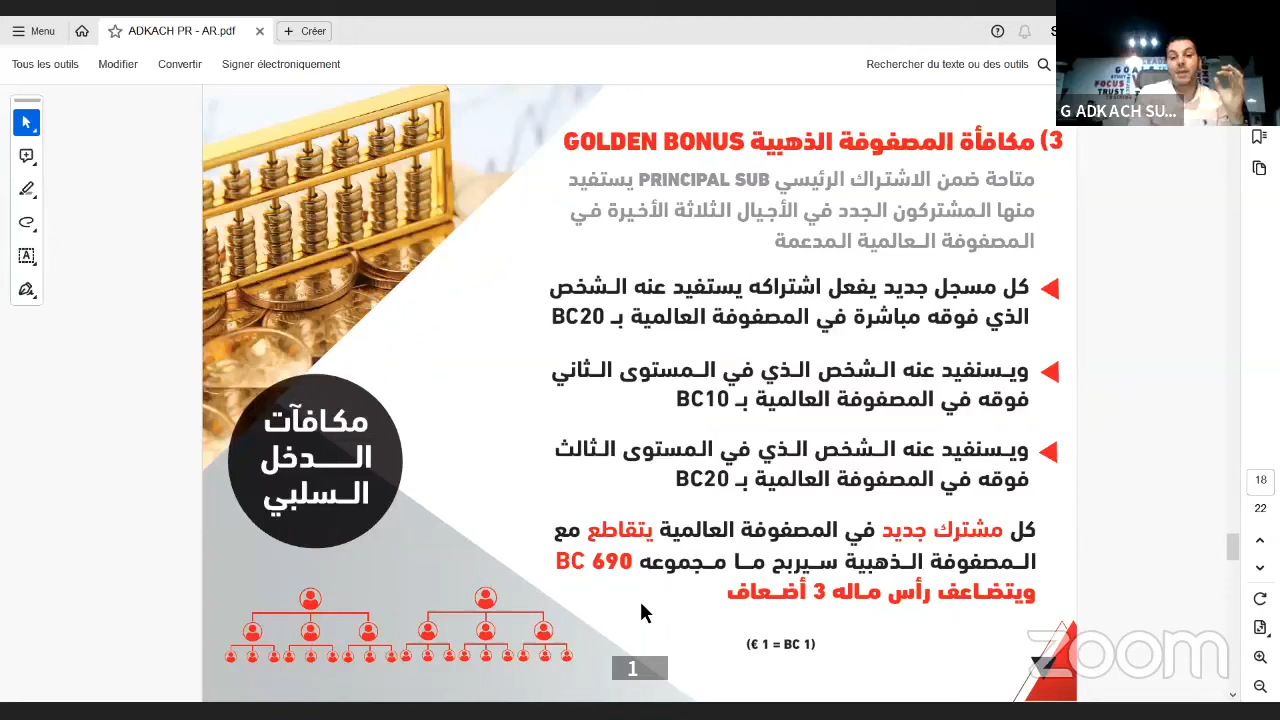 Menu
ADKACH PR - AR.pdf
Créer
Tous les outils
Modifier
Convertir
Signer électroniquement
Rechercher du texte ou des outils
GOALS
FOCUS
TRUST
G ADKACH SU...
3) مكافأة المصفوفة الذهبية GOLDEN BONUS
متاحة ضمن الاشتراك الرئيسي PRINCIPAL SUB يستفيد
منها المشتركون الجدد في الأجيال الثلاثة الأخيرة في
المصفوفة العالمية المدعمة
كل مسجل جديد يفعل اشتراكه يستفيد عنه الشخص
الذي فوقه مباشرة في المصفوفة العالمية بـ BC20
ويستفيد عنه الشخص الذي في المستوى الثاني
فوقه في المصفوفة العالمية بـ BC10
ويستفيد عنه الشخص الذي في المستوى الثالث
فوقه في المصفوفة العالمية بـ BC20
كل مشترك جديد في المصفوفة العالمية يتقاطع مع
المصفوفة الذهبية سيربح ما مجموعه 690 BC
ويتضاعف رأس ماله 3 أضعاف
(€ 1 = BC 1)
مكافآت
الدخل
السلبي
1
18
22
zoom